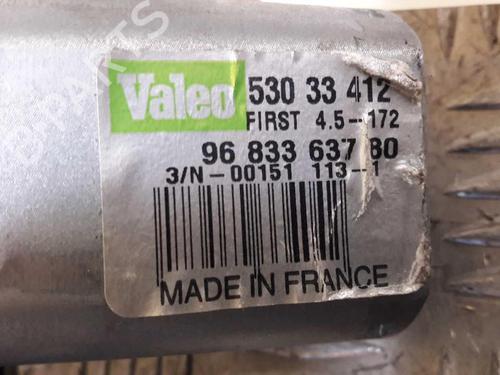 Valeo 530 33 412
FIRST 4.5-172
96 833 637 80
3/N-00151 113-1
MADE IN FRANCE